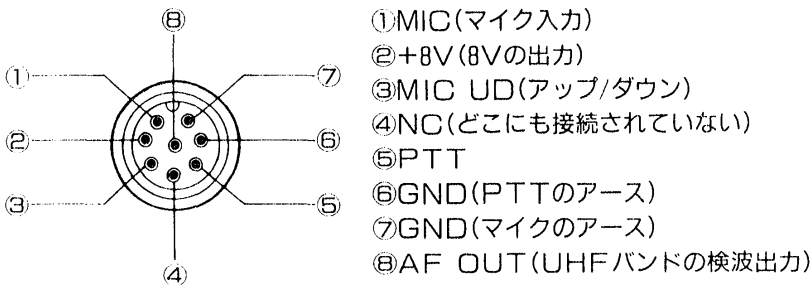 ⑧
①
⑦
②
⑥
③
⑤
④
①MIC(マイク入力)
②+8V(8Vの出力)
③MIC UD(アップ/ダウン)
④NC(どこにも接続されていない)
⑤PTT
⑥GND(PTTのアース)
⑦GND(マイクのアース)
⑧AF OUT(UHFバンドの検波出力)